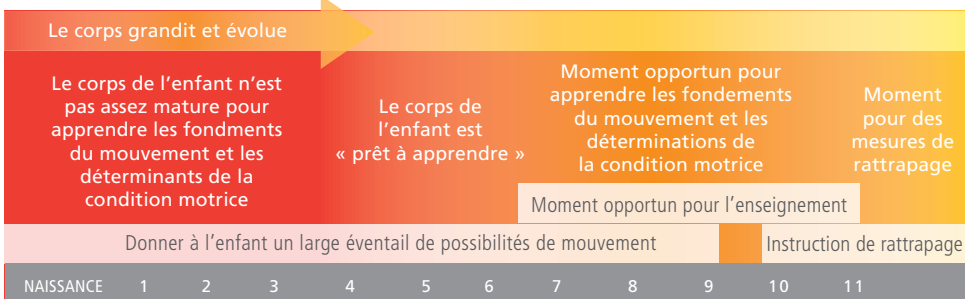 Le corps grandit et évolue
Le corps de l'enfant n'est
pas assez mature pour
apprendre les fondments
du mouvement et les
déterminants de la
condition motrice
Le corps de
l'enfant est
« prêt à apprendre »
Moment opportun pour
apprendre les fondements
du mouvement et les
déterminations de
la condition motrice
Moment
pour des
mesures de
rattrapage
Moment opportun pour l'enseignement
Donner à l'enfant un large éventail de possibilités de mouvement
Instruction de rattrapage
NAISSANCE 1 2 3 4 5 6 7 8 9 10 11